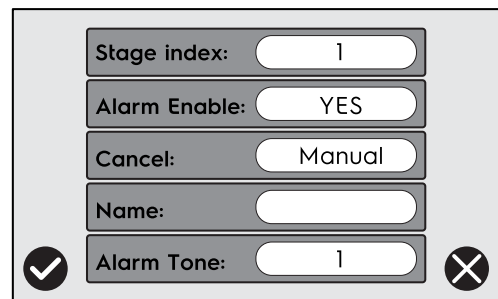 Stage index: 1
Alarm Enable: YES
Cancel: Manual
Name:
Alarm Tone: 1